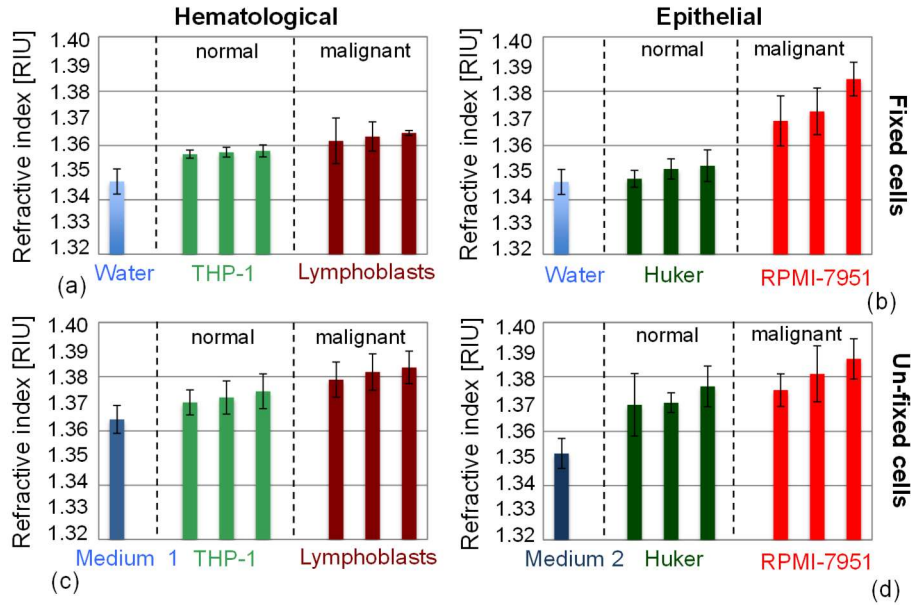 Hematological
Epithelial
Refractive index [RIU]
1.40
1.39
1.38
1.37
1.36
1.35
1.34
1.33
1.32
normal
malignant
Water
THP-1
Lymphoblasts
(a)
Refractive index [RIU]
1.40
1.39
1.38
1.37
1.36
1.35
1.34
1.33
1.32
normal
malignant
Water
Huker
RPMI-7951
(b)
Fixed cells
Refractive index [RIU]
1.40
1.39
1.38
1.37
1.36
1.35
1.34
1.33
1.32
normal
malignant
Medium 1
THP-1
Lymphoblasts
(c)
Refractive index [RIU]
1.40
1.39
1.38
1.37
1.36
1.35
1.34
1.33
1.32
normal
malignant
Medium 2
Huker
RPMI-7951
(d)
Un-fixed cells